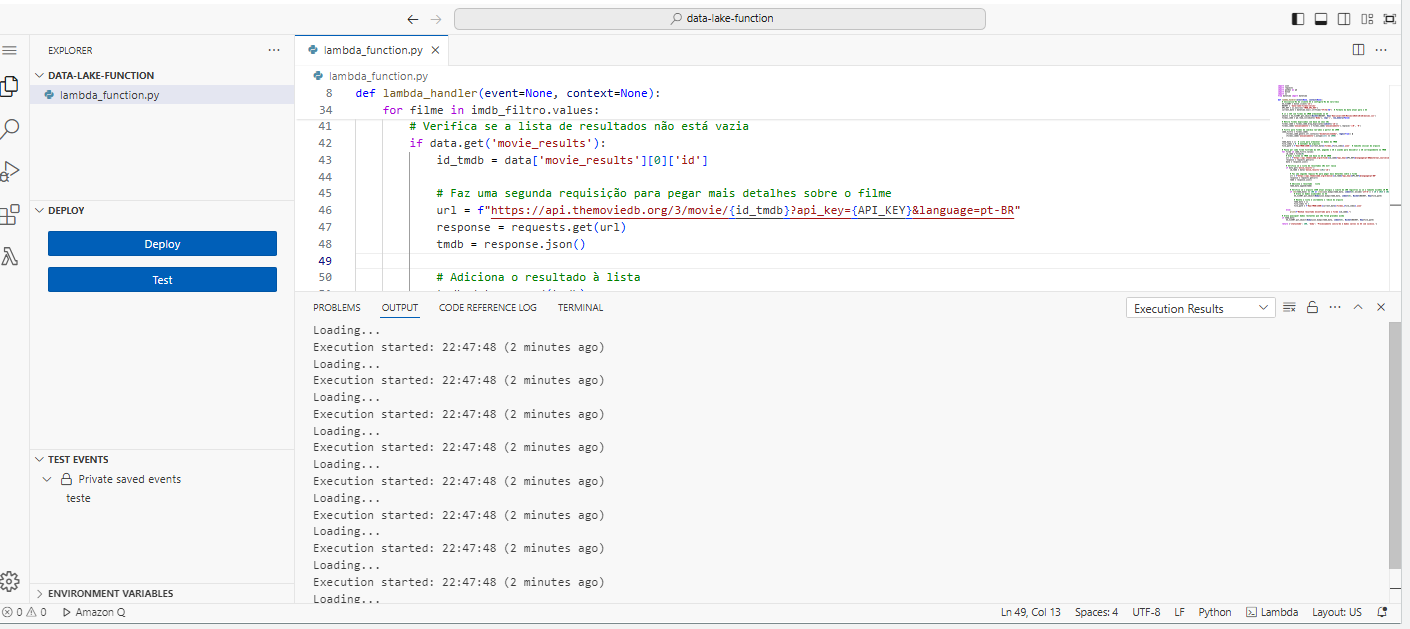 data-lake-function
EXPLORER
DATA-LAKE-FUNCTION
lambda_function.py
DEPLOY
Deploy
Test
TEST EVENTS
Private saved events
teste
ENVIRONMENT VARIABLES
lambda_function.py
lambda_function.py
8 def lambda_handler(event=None, context=None):
34 for filme in imdb_filtro.values:
41 # Verifica se a lista de resultados não está vazia
42 if data.get('movie_results'):
43 id_tmdb = data['movie_results'][0]['id']
44
45 # Faz uma segunda requisição para pegar mais detalhes sobre o filme
46 url = f"https://api.themoviedb.org/3/movie/{id_tmdb}?api_key={API_KEY}&language=pt-BR"
47 response = requests.get(url)
48 tmdb = response.json()
49
50 # Adiciona o resultado à lista
PROBLEMS OUTPUT CODE REFERENCE LOG TERMINAL
Execution Results
Loading...
Execution started: 22:47:48 (2 minutes ago)
Loading...
Execution started: 22:47:48 (2 minutes ago)
Loading...
Execution started: 22:47:48 (2 minutes ago)
Loading...
Execution started: 22:47:48 (2 minutes ago)
Loading...
Execution started: 22:47:48 (2 minutes ago)
Loading...
Execution started: 22:47:48 (2 minutes ago)
Loading...
Execution started: 22:47:48 (2 minutes ago)
Loading...
Execution started: 22:47:48 (2 minutes ago)
Loading...
0 0 Amazon Q
Ln 49, Col 13 Spaces: 4 UTF-8 LF Python Lambda Layout: US